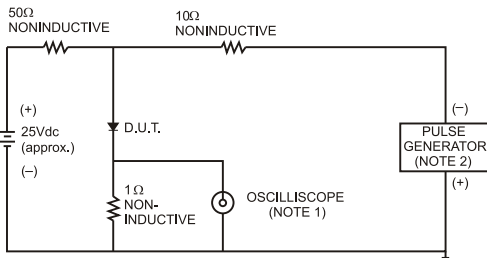 50Ω
NONINDUCTIVE
10Ω
NONINDUCTIVE
(+)
25Vdc
(approx.)
(–)
D.U.T.
1Ω
NON-
INDUCTIVE
OSCILLISCOPE
(NOTE 1)
(–)
PULSE
GENERATOR
(NOTE 2)
(+)